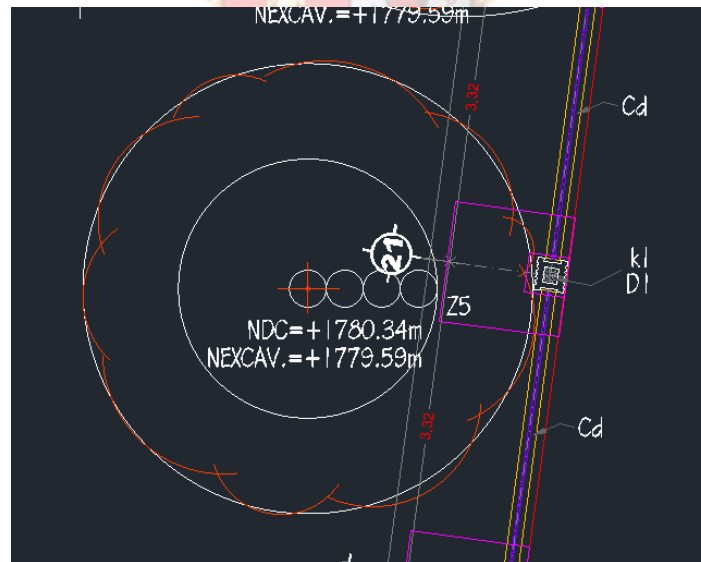 NEXCAV.=+1779.59m
3.32
Cd
21
k1
D1
Z5
NDC=+1780.34m
NEXCAV.=+1779.59m
3.32
Cd